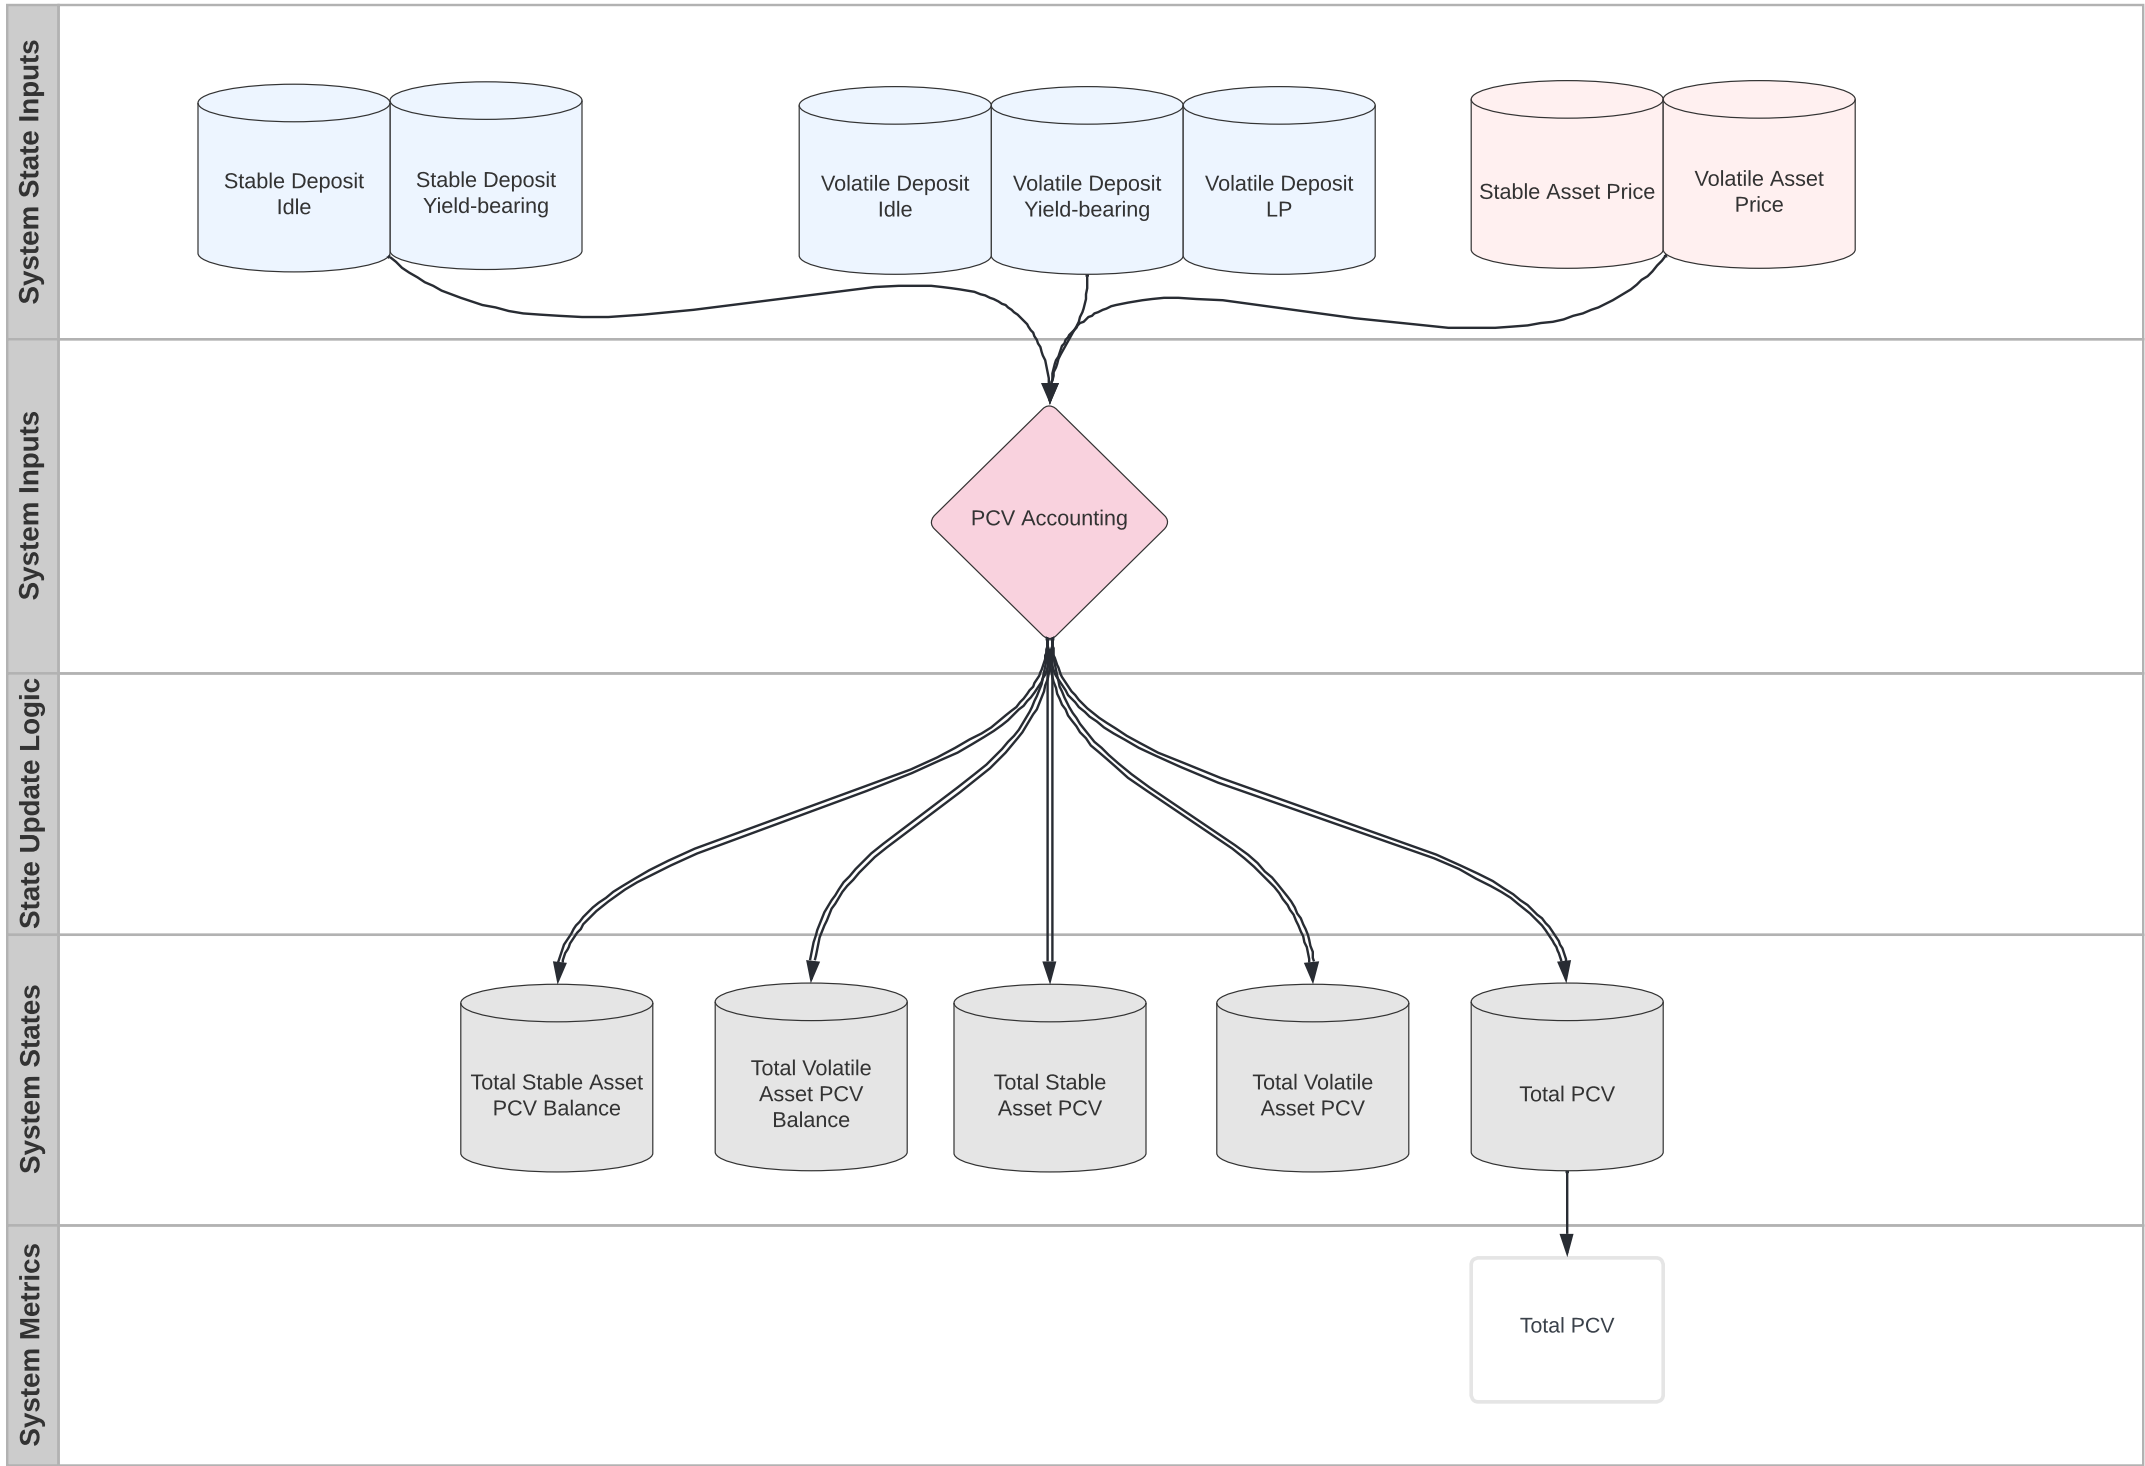 System State Inputs
Stable Deposit
Idle
Stable Deposit
Yield-bearing
Volatile Deposit
Idle
Volatile Deposit
Yield-bearing
Volatile Deposit
LP
Stable Asset Price
Volatile Asset
Price
System Inputs
PCV Accounting
State Update Logic
System States
Total Stable Asset
PCV Balance
Total Volatile
Asset PCV
Balance
Total Stable
Asset PCV
Total Volatile
Asset PCV
Total PCV
System Metrics
Total PCV